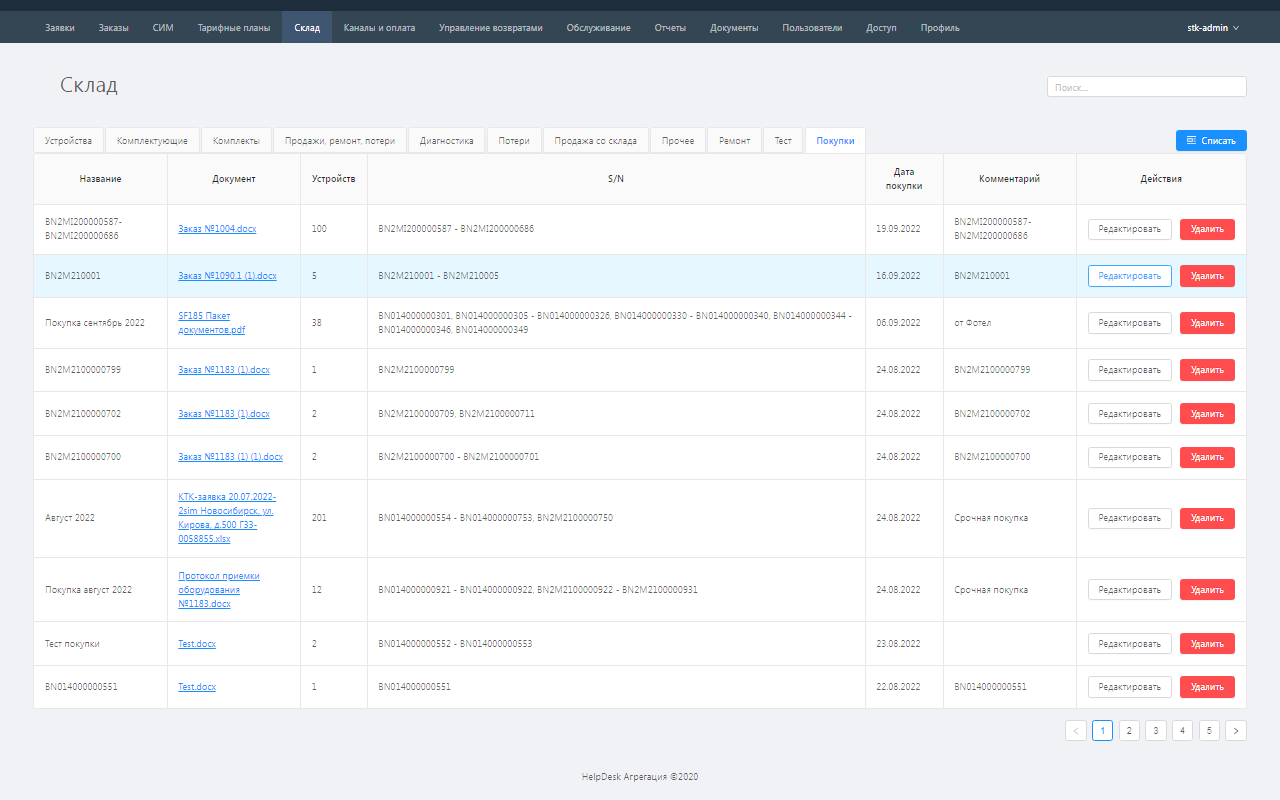 Заявки Заказы СИМ Тарифные планы Склад Каналы и оплата Управление возвратами Обслуживание Отчеты Документы Пользователи Доступ Профиль stk-admin
Склад
Поиск...
Устройства Комплектующие Комплекты Продажи, ремонт, потери Диагностика Потери Продажа со склада Прочее Ремонт Тест Покупки Списать
Название Документ Устройств S/N Дата покупки Комментарий Действия
BN2MI200000587-
BN2MI200000686
Заказ №1004.docx 100 BN2MI200000587 - BN2MI200000686 19.09.2022
BN2MI200000587-
BN2MI200000686
Редактировать Удалить
BN2M210001 Заказ №1090.1 (1).docx 5 BN2M210001 - BN2M210005 16.09.2022 BN2M210001 Редактировать Удалить
Покупка сентябрь 2022
SF185 Пакет
документов.pdf
38
BN014000000301, BN014000000305 - BN014000000326, BN014000000330 - BN014000000340, BN014000000344 -
BN014000000346, BN014000000349
06.09.2022 от Фотел Редактировать Удалить
BN2M2100000799 Заказ №1183 (1).docx 1 BN2M2100000799 24.08.2022 BN2M2100000799 Редактировать Удалить
BN2M2100000702 Заказ №1183 (1).docx 2 BN2M2100000709, BN2M2100000711 24.08.2022 BN2M2100000702 Редактировать Удалить
BN2M2100000700 Заказ №1183 (1) (1).docx 2 BN2M2100000700 - BN2M2100000701 24.08.2022 BN2M2100000700 Редактировать Удалить
Август 2022
КТК-заявка 20.07.2022-
2sim Новосибирск, ул.
Кирова, д.500 ГЗЗ-
0058855.xlsx
201 BN014000000554 - BN014000000753, BN2M2100000750 24.08.2022 Срочная покупка Редактировать Удалить
Покупка август 2022
Протокол приемки
оборудования
№1183.docx
12 BN014000000921 - BN014000000922, BN2M2100000922 - BN2M2100000931 24.08.2022 Срочная покупка Редактировать Удалить
Тест покупки Test.docx 2 BN014000000552 - BN014000000553 23.08.2022 Редактировать Удалить
BN014000000551 Test.docx 1 BN014000000551 22.08.2022 BN014000000551 Редактировать Удалить
< 1 2 3 4 5 >
HelpDesk Агрегация ©2020